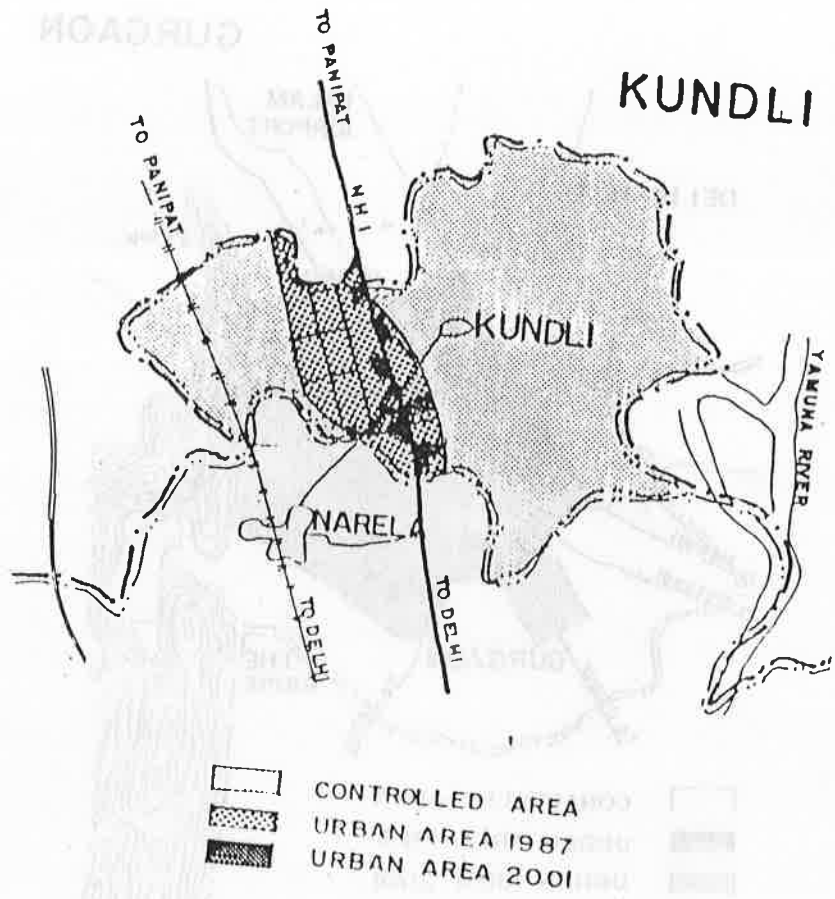 KUNDLI
TO PANIPAT
TO PANIPAT
NH 1
KUNDLI
YAMUNA RIVER
NAREL
TO DELHI
TO DELHI
CONTROLLED AREA
URBAN AREA 1987
URBAN AREA 2001